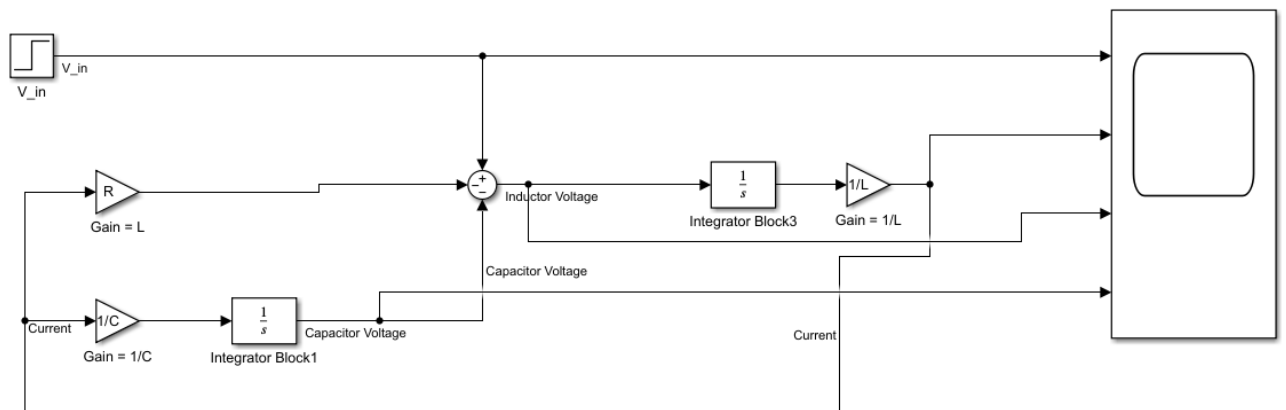 V_in
V_in
R
Gain = L
+
−
−
Inductor Voltage
1
s
Integrator Block3
1/L
Gain = 1/L
Capacitor Voltage
Current
1/C
Gain = 1/C
1
s
Integrator Block1
Capacitor Voltage
Current